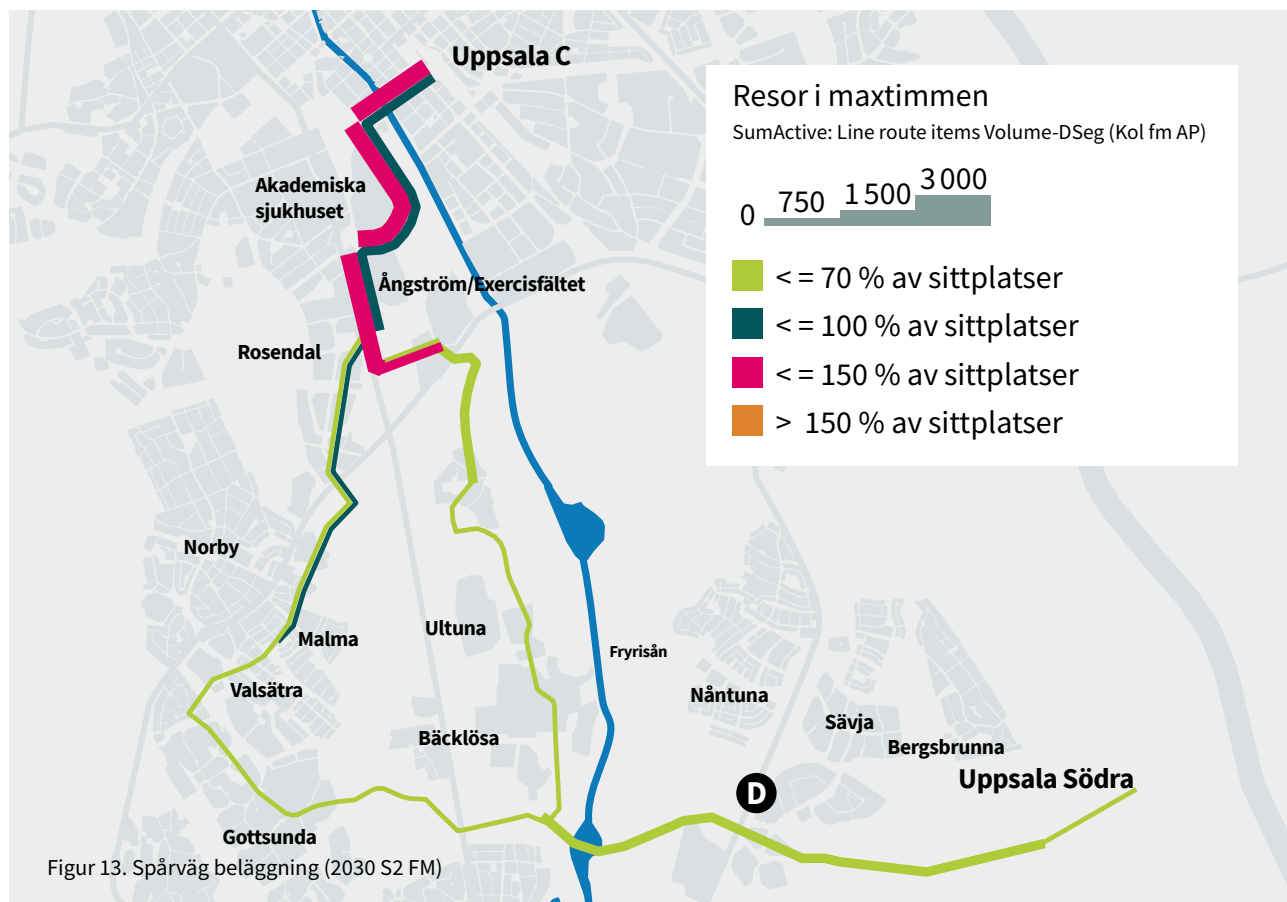 Uppsala C
Resor i maxtimmen
SumActive: Line route items Volume-DSeg (Kol fm AP)
0 750 1 500 3 000
< = 70 % av sittplatser
< = 100 % av sittplatser
< = 150 % av sittplatser
> 150 % av sittplatser
Akademiska
sjukhuset
Ångström/Exercisfältet
Rosendal
Norby
Malma
Ultuna
Fryrisån
Valsätra
Nåntuna
Sävja
Bäcklösa
Bergsbrunna
Uppsala Södra
D
Gottsunda
Figur 13. Spårväg beläggning (2030 S2 FM)